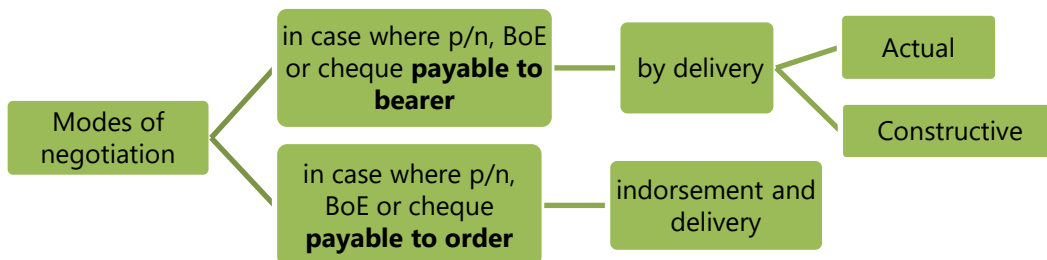 Modes of
negotiation
in case where p/n, BoE
or cheque payable to
bearer
by delivery
Actual
Constructive
in case where p/n,
BoE or cheque
payable to order
indorsement and
delivery